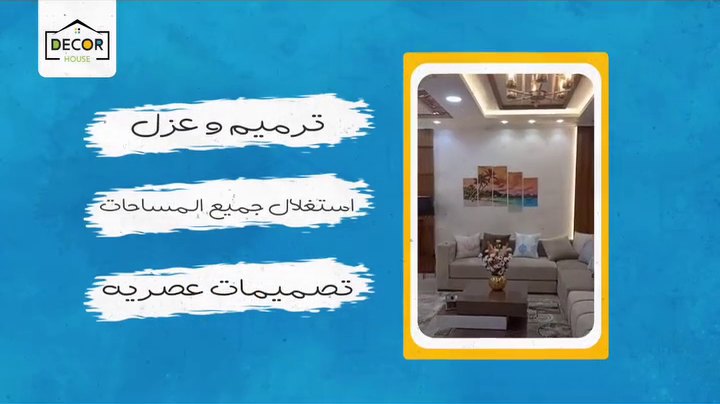 DECOR
HOUSE
ترميم و عزل
استغلال جميع المساحات
تصميمات عصريه